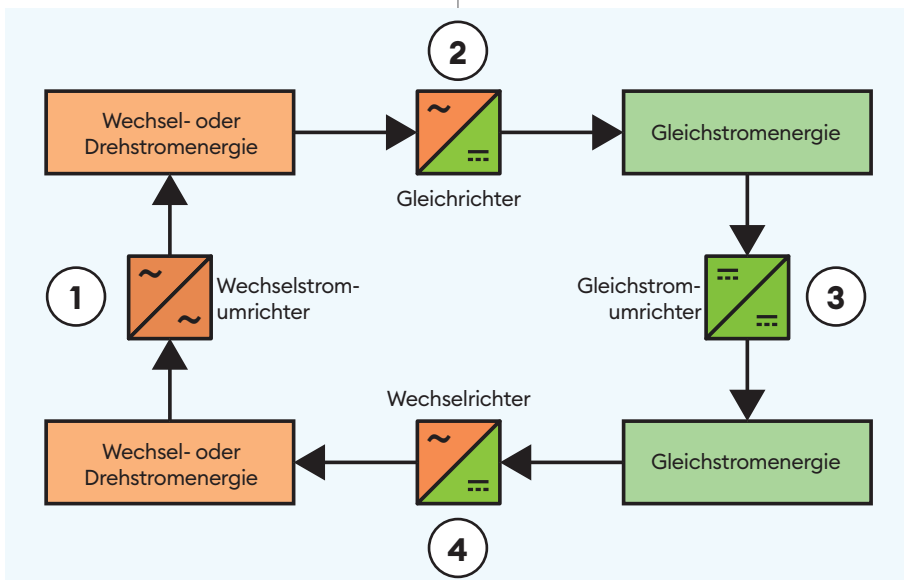 2
Wechsel- oder
Drehstromenergie
Gleichstromenergie
Gleichrichter
1
Wechselstrom-
umrichter
Gleichstrom-
umrichter
3
Wechselrichter
Wechsel- oder
Drehstromenergie
Gleichstromenergie
4